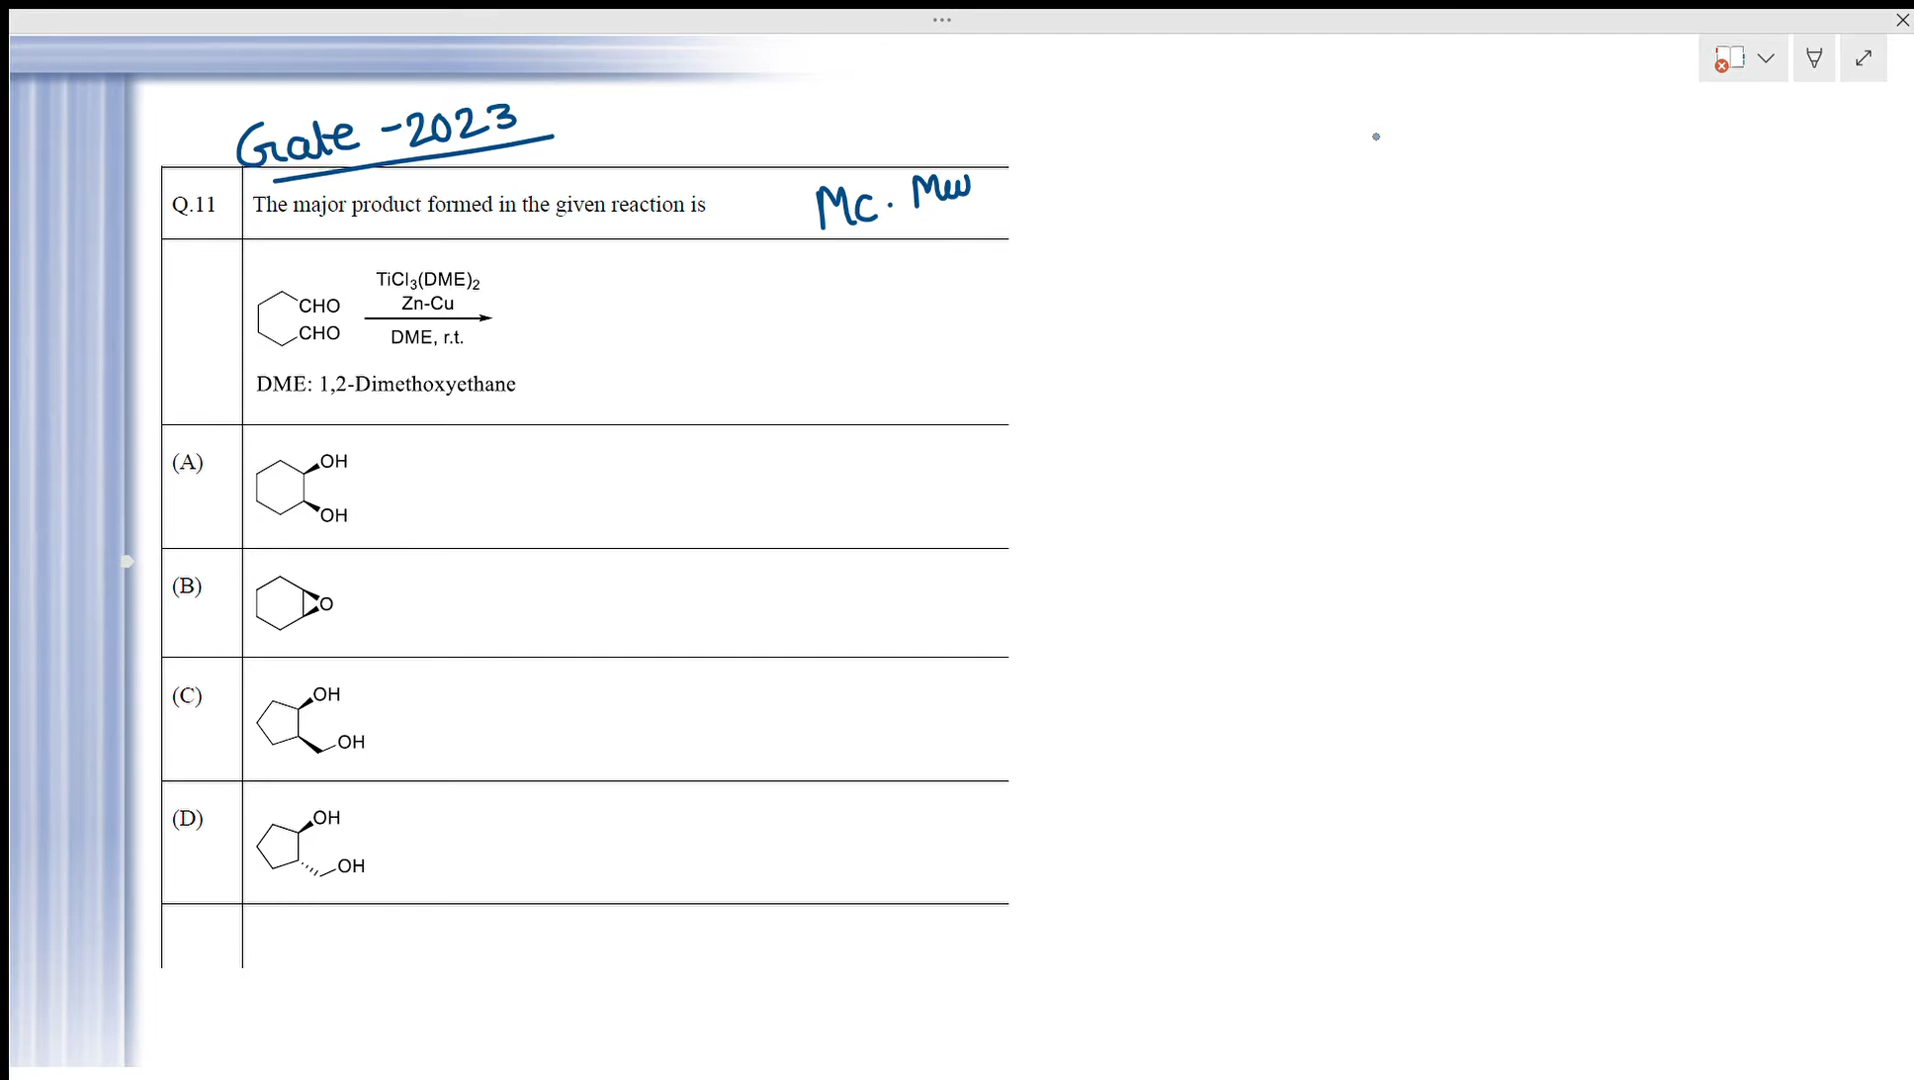 Gate -2023
Q.11 The major product formed in the given reaction is
Mc.
CHO
CHO
TiCl3(DME)2
Zn-Cu
DME, r.t.
DME: 1,2-Dimethoxyethane
(A)
OH
OH
(B)
O
(C)
OH
OH
(D)
OH
OH